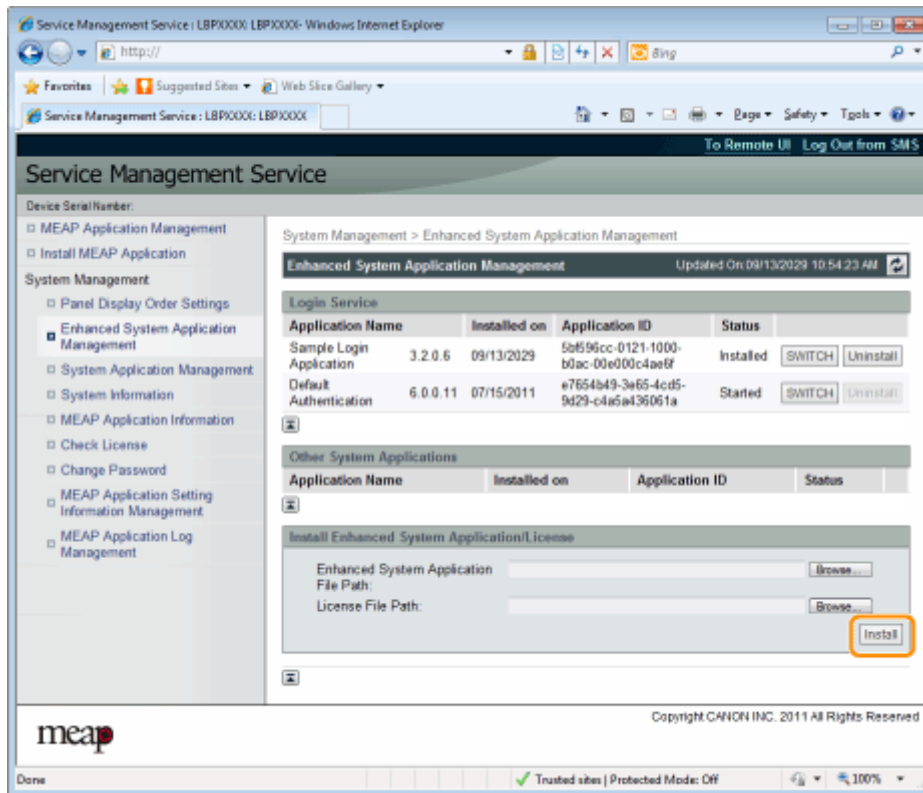 Service Management Service : LBPXXXX: LBPXXXX- Windows Internet Explorer
http://
Bing
Favorites
Suggested Sites
Web Slice Gallery
Service Management Service : LBPXXXX: LBPXXXX
Page
Safety
Tools
To Remote UI
Log Out from SMS
Service Management Service
Device Serial Number:
MEAP Application Management
Install MEAP Application
System Management
Panel Display Order Settings
Enhanced System Application
Management
System Application Management
System Information
MEAP Application Information
Check License
Change Password
MEAP Application Setting
Information Management
MEAP Application Log
Management
System Management > Enhanced System Application Management
Enhanced System Application Management
Updated On:09/13/2029 10:54:23 AM
Login Service
Application Name Installed on Application ID Status
Sample Login Application 3.2.0.6 09/13/2029 5bf596cc-0121-1000-b0ac-00e000c4ae6f Installed SWITCH Uninstall
Default Authentication 6.0.0.11 07/15/2011 e7654b49-3e65-4cd5-9d29-c4a5a436061a Started SWITCH Uninstall
Other System Applications
Application Name Installed on Application ID Status
Install Enhanced System Application/License
Enhanced System Application
File Path:
Browse...
License File Path:
Browse...
Install
Copyright CANON INC. 2011 All Rights Reserved
meap
Done
Trusted sites | Protected Mode: Off
100%